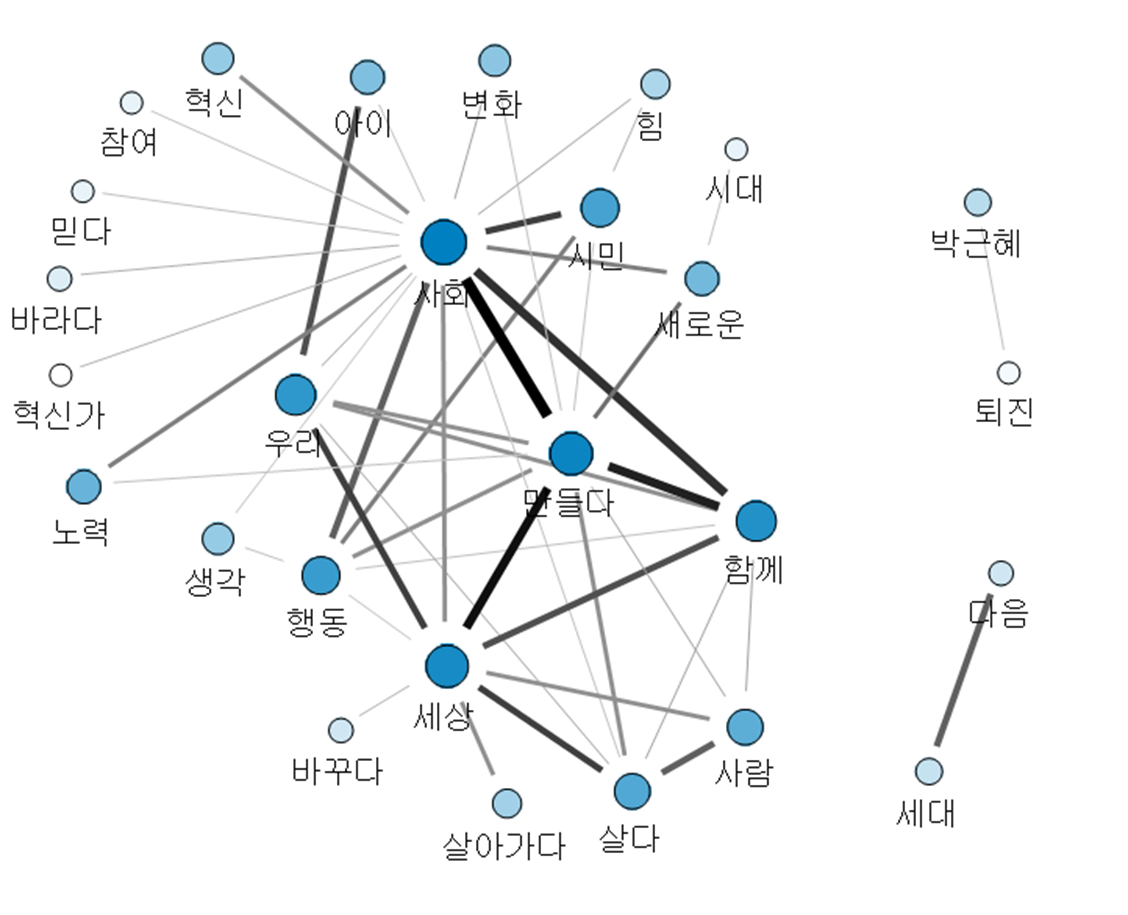 혁신
아이
변화
힘
참여
시대
믿다
박근혜
시민
바라다
사회
새로운
혁신가
퇴진
우리
만들다
노력
함께
생각
행동
다음
세상
바꾸다
사람
세대
살아가다
살다